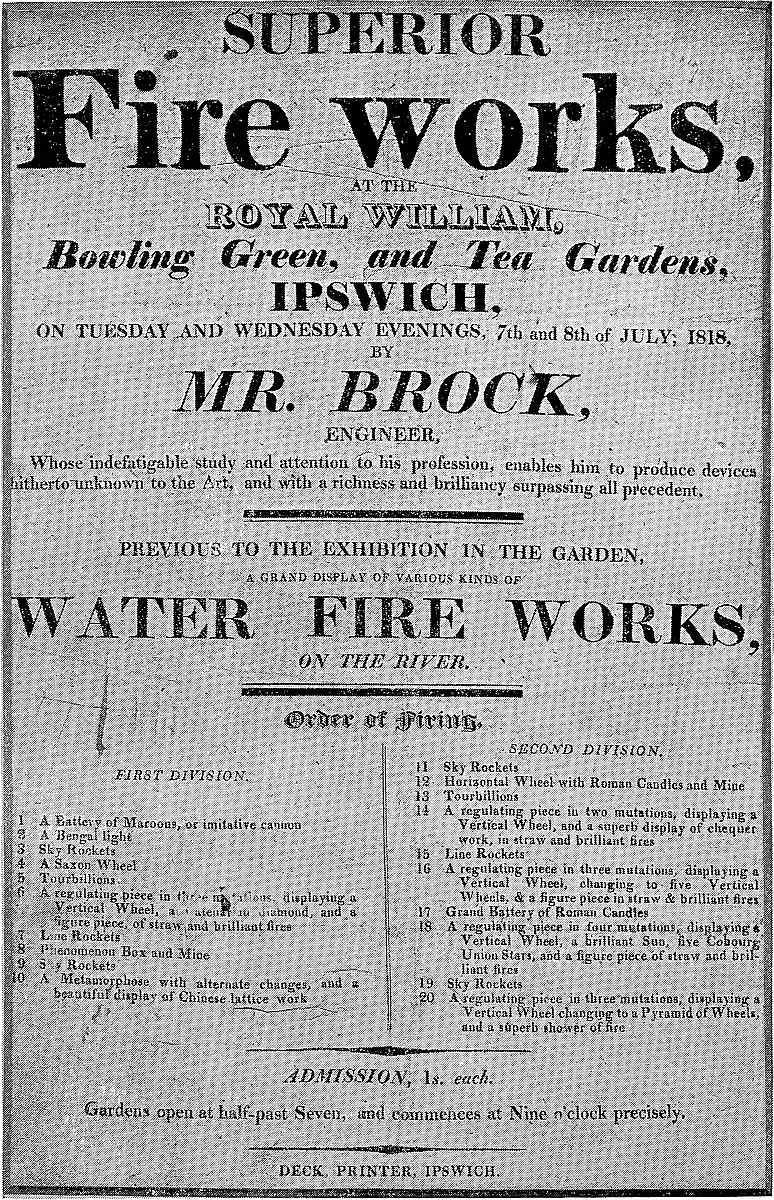 SUPERIOR
Fire works,
AT THE
ROYAL WILLIAM,
Bowling Green, and Tea Gardens,
IPSWICH,
ON TUESDAY AND WEDNESDAY EVENINGS, 7th and 8th of JULY; 1818,
BY
MR. BROCK,
ENGINEER,
Whose indefatigable study and attention to his profession, enables him to produce devices
hitherto unknown to the Art, and with a richness and brilliancy surpassing all precedent.
PREVIOUS TO THE EXHIBITION IN THE GARDEN,
A GRAND DISPLAY OF VARIOUS KINDS OF
WATER FIRE WORKS,
ON THE RIVER.
Order of Firing.
FIRST DIVISION.
1 A Battery of Maroons, or imitative cannon
2 A Bengal light
3 Sky Rockets
4 A Saxon Wheel
5 Tourbillions
6 A regulating piece in three mutations, displaying a
Vertical Wheel, a diamond, and a
figure piece, of straw and brilliant fires
7 Line Rockets
8 Phenomenon Box and Mine
9 Sky Rockets
10 A Metamorphose with alternate changes, and a
beautiful display of Chinese lattice work
SECOND DIVISION.
11 Sky Rockets
12 Horizontal Wheel with Roman Candles and Mine
13 Tourbillions
14 A regulating piece in two mutations, displaying a
Vertical Wheel, and a superb display of chequer
work, in straw and brilliant fires
15 Line Rockets
16 A regulating piece in three mutations, displaying a
Vertical Wheel, changing to five Vertical
Wheels, & a figure piece in straw & brilliant fires
17 Grand Battery of Roman Candles
18 A regulating piece in four mutations, displaying a
Vertical Wheel, a brilliant Sun, five Cobourg
Union Stars, and a figure piece of straw and bril-
liant fires
19 Sky Rockets
20 A regulating piece in three mutations, displaying a
Vertical Wheel changing to a Pyramid of Wheels,
and a superb shower of fire
ADMISSION, 1s. each.
Gardens open at half-past Seven, and commences at Nine o'clock precisely.
DECK, PRINTER, IPSWICH.